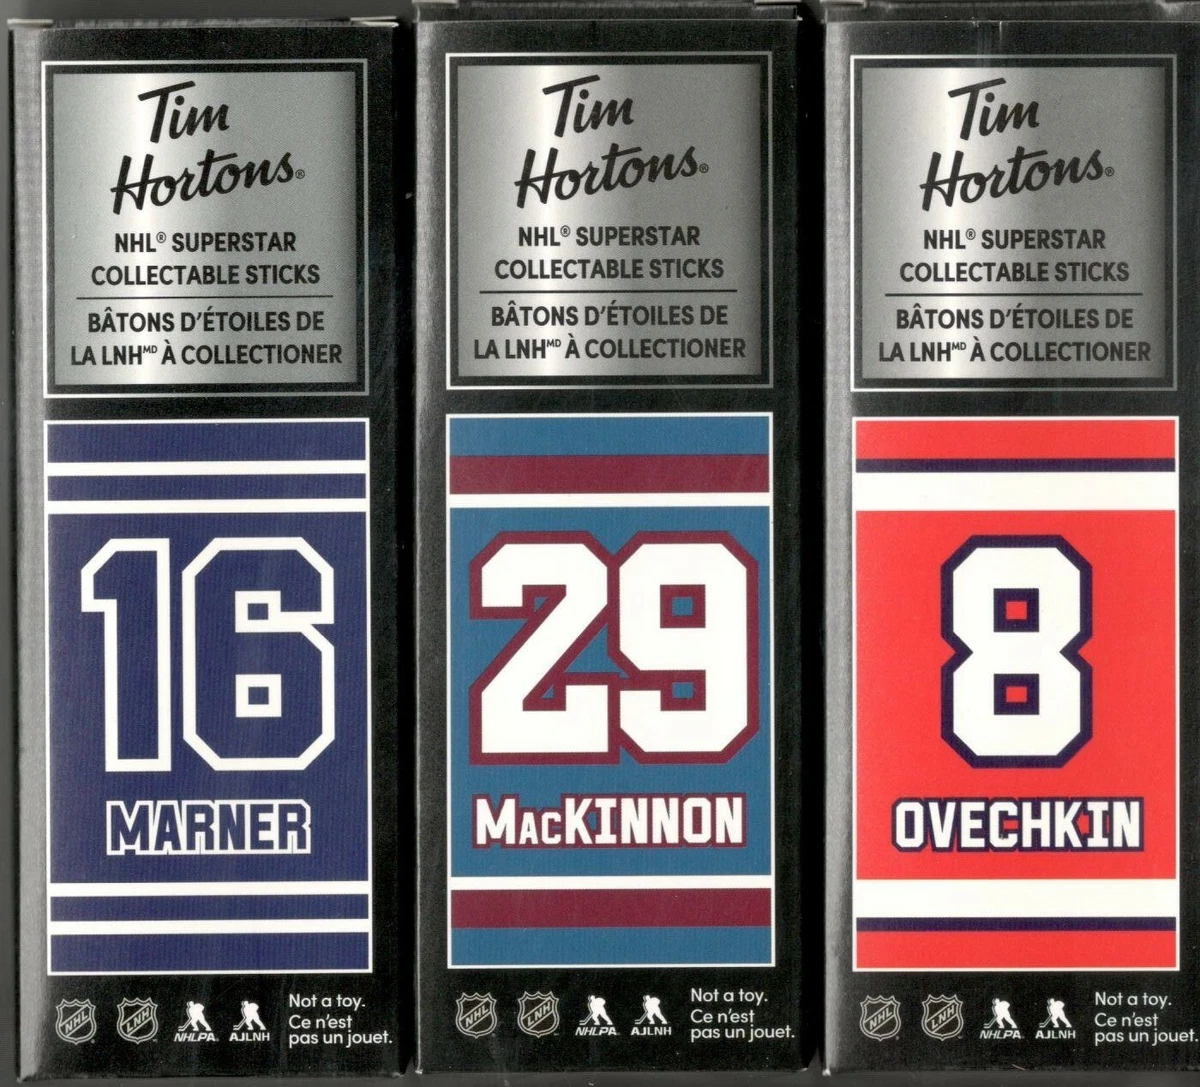 Tim
Hortons®
NHL® SUPERSTAR
COLLECTABLE STICKS
BÂTONS D'ÉTOILES DE
LA LNHᴹᴰ À COLLECTIONER
16
MARNER
NHL
LNH
NHLPA
AJLNH
Not a toy.
Ce n'est
pas un jouet.
Tim
Hortons®
NHL® SUPERSTAR
COLLECTABLE STICKS
BÂTONS D'ÉTOILES DE
LA LNHᴹᴰ À COLLECTIONER
29
MacKINNON
NHL
LNH
NHLPA
AJLNH
Not a toy.
Ce n'est
pas un jouet.
Tim
Hortons®
NHL® SUPERSTAR
COLLECTABLE STICKS
BÂTONS D'ÉTOILES DE
LA LNHᴹᴰ À COLLECTIONER
8
OVECHKIN
NHL
LNH
NHLPA
AJLNH
Not a toy.
Ce n'est
pas un jouet.